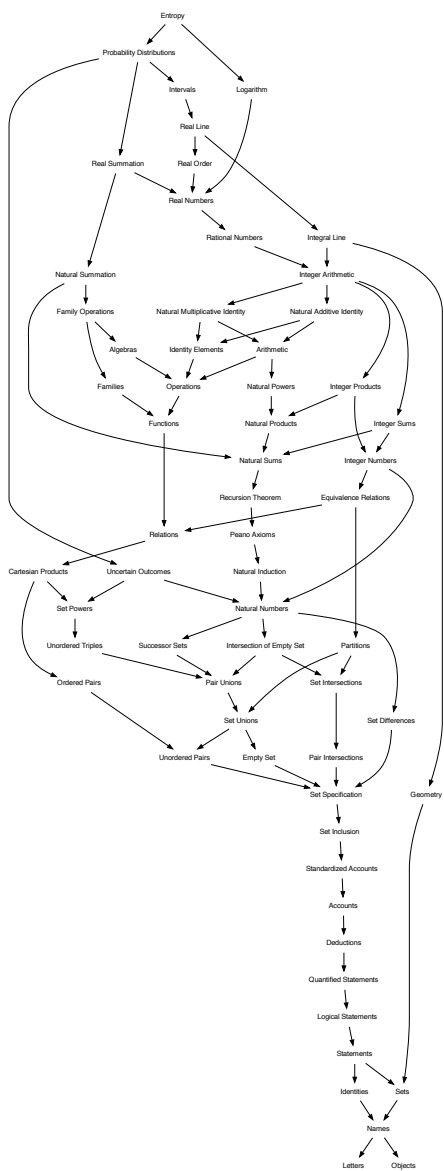 Entropy
Probability Distributions
Intervals
Logarithm
Real Line
Real Summation
Real Order
Real Numbers
Rational Numbers
Integral Line
Natural Summation
Integer Arithmetic
Family Operations
Natural Multiplicative Identity
Natural Additive Identity
Algebras
Identity Elements
Arithmetic
Families
Operations
Natural Powers
Integer Products
Functions
Natural Products
Integer Sums
Natural Sums
Integer Numbers
Recursion Theorem
Equivalence Relations
Relations
Peano Axioms
Cartesian Products
Uncertain Outcomes
Natural Induction
Set Powers
Natural Numbers
Unordered Triples
Successor Sets
Intersection of Empty Set
Partitions
Ordered Pairs
Pair Unions
Set Intersections
Set Unions
Set Differences
Unordered Pairs
Empty Set
Pair Intersections
Set Specification
Geometry
Set Inclusion
Standardized Accounts
Accounts
Deductions
Quantified Statements
Logical Statements
Statements
Identities
Sets
Names
Letters
Objects